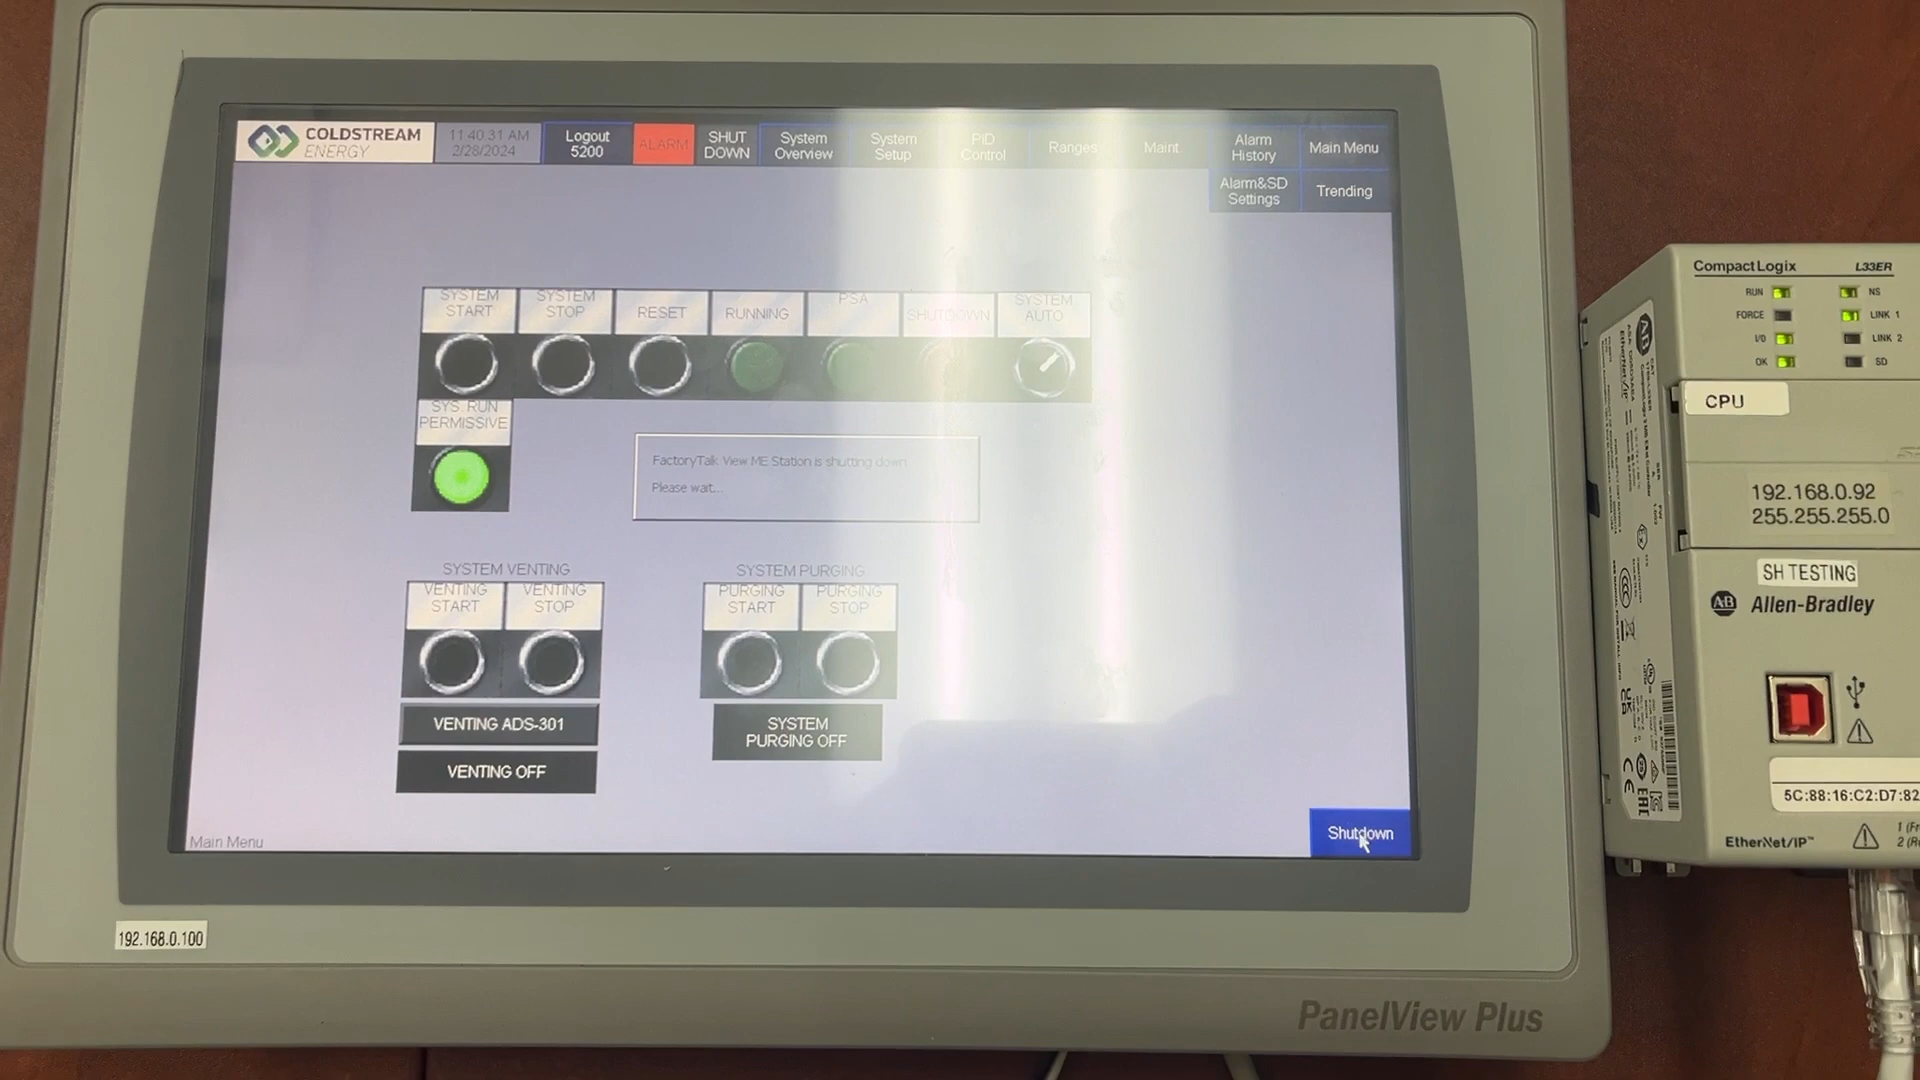 COLDSTREAM
ENERGY
11:40:31 AM
2/28/2024
Logout
5200
ALARM
SHUT
DOWN
System
Overview
System
Setup
PID
Control
Ranges
Maint
Alarm
History
Main Menu
Alarm&SD
Settings
Trending
SYSTEM
START
SYSTEM
STOP
RESET
RUNNING
PSA
SHUTDOWN
SYSTEM
AUTO
SYS. RUN
PERMISSIVE
FactoryTalk View ME Station is shutting down.
Please wait...
SYSTEM VENTING
VENTING
START
VENTING
STOP
VENTING ADS-301
VENTING OFF
SYSTEM PURGING
PURGING
START
PURGING
STOP
SYSTEM
PURGING OFF
Main Menu
Shutdown
192.168.0.100
PanelView Plus
CompactLogix L33ER
RUN NS
FORCE LINK 1
I/O LINK 2
OK SD
CPU
192.168.0.92
255.255.255.0
SH TESTING
AB Allen-Bradley
5C:88:16:C2:D7:82
EtherNet/IP™